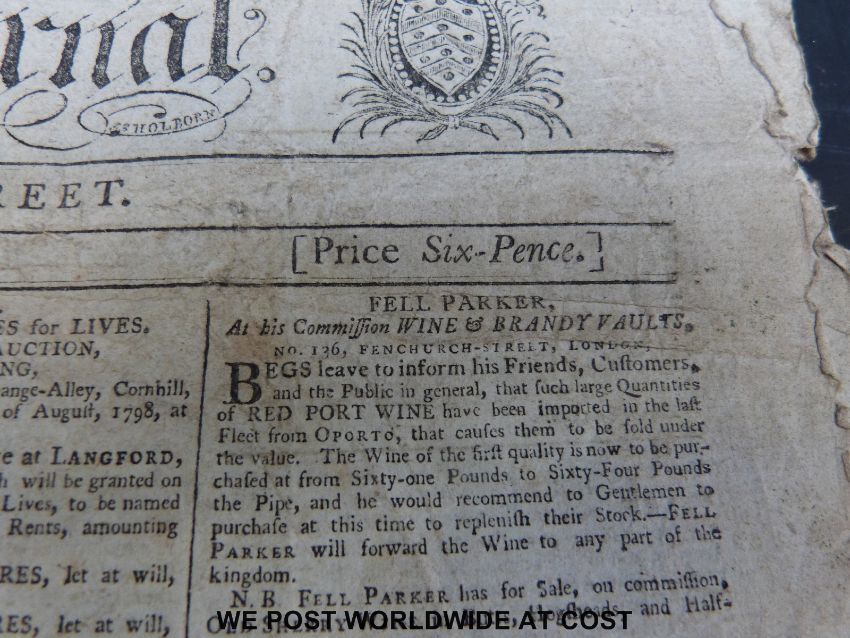 rnal.
HOLBORN
REET.
[Price Six-Pence.]
ES for LIVES.
AUCTION,
NG,
ange-Alley, Cornhill,
of Auguſt, 1798, at
e at LANGFORD,
h will be granted on
Lives, to be named
Rents, amounting
RES, let at will,
RES, let at will,
FELL PARKER,
At his Commiſſion WINE & BRANDY VAULTS,
NO. 136, FENCHURCH-STREET, LONDON,
BEGS leave to inform his Friends, Cuſtomers,
and the Public in general, that ſuch large Quantities
of RED PORT WINE have been imported in the laſt
Fleet from OPORTO, that cauſes them to be ſold under
the value. The Wine of the firſt quality is now to be pur-
chaſed at from Sixty-one Pounds to Sixty-Four Pounds
the Pipe, and he would recommend to Gentlemen to
purchaſe at this time to repleniſh their Stock.—FELL
PARKER will forward the Wine to any part of the
kingdom.
N. B. FELL PARKER has for Sale, on commiſſion,
OLD SHERRY Hogſheads, and Half-
WE POST WORLDWIDE AT COST